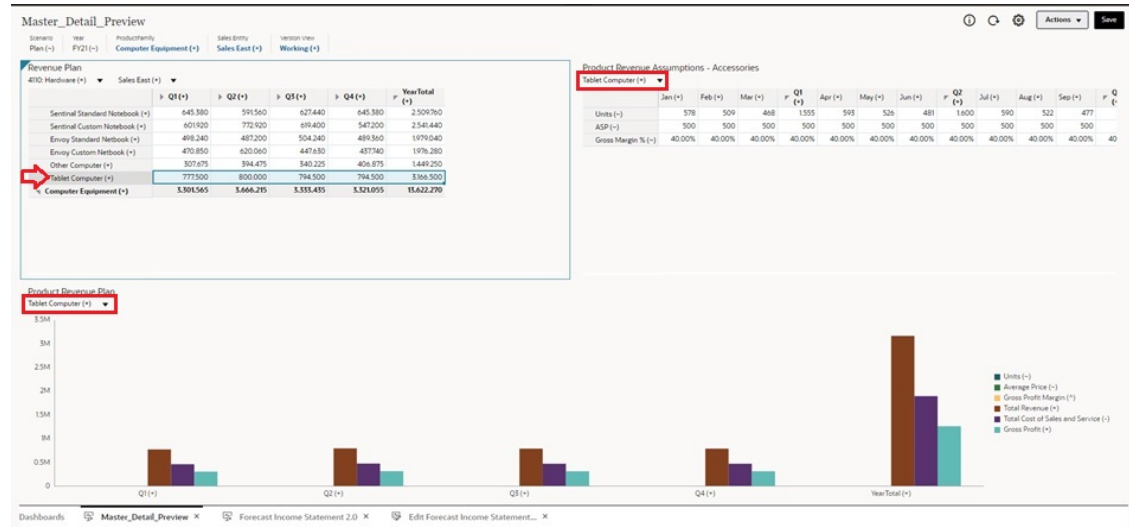 Master_Detail_Preview
Actions
Save
Scenario Year ProductFamily Sales Entity Version View
Plan (~) FY21 (~) Computer Equipment (+) Sales East (+) Working (+)
Revenue Plan
4110: Hardware (+) Sales East (+)
Q1 (+) Q2 (+) Q3 (+) Q4 (+) YearTotal (+)
Sentinal Standard Notebook (+) 645.380 591.560 627.440 645.380 2.509.760
Sentinal Custom Notebook (+) 601.920 772.920 619.400 547.200 2.541.440
Envoy Standard Netbook (+) 498.240 487.200 504.240 489.360 1.979.040
Envoy Custom Netbook (+) 470.850 620.060 447.630 437.740 1.976.280
Other Computer (+) 307.675 394.475 340.225 406.875 1.449.250
Tablet Computer (+) 777.500 800.000 794.500 794.500 3.166.500
Computer Equipment (+) 3.301.565 3.666.215 3.333.435 3.321.055 13.622.270
Product Revenue Assumptions - Accessories
Tablet Computer (+)
Jan (+) Feb (+) Mar (+) Q1 (+) Apr (+) May (+) Jun (+) Q2 (+) Jul (+) Aug (+) Sep (+)
Units (~) 578 509 468 1.555 593 526 481 1.600 590 522 477
ASP (~) 500 500 500 500 500 500 500 500 500 500 500
Gross Margin % (~) 40.00% 40.00% 40.00% 40.00% 40.00% 40.00% 40.00% 40.00% 40.00% 40.00% 40.00% 40
Product Revenue Plan
Tablet Computer (+)
3.5M
3M
2.5M
2M
1.5M
1M
0.5M
0
Q1 (+) Q2 (+) Q3 (+) Q4 (+) YearTotal (+)
Units (~)
Average Price (~)
Gross Profit Margin (^)
Total Revenue (+)
Total Cost of Sales and Service (-)
Gross Profit (+)
Dashboards Master_Detail_Preview × Forecast Income Statement 2.0 × Edit Forecast Income Statement... ×